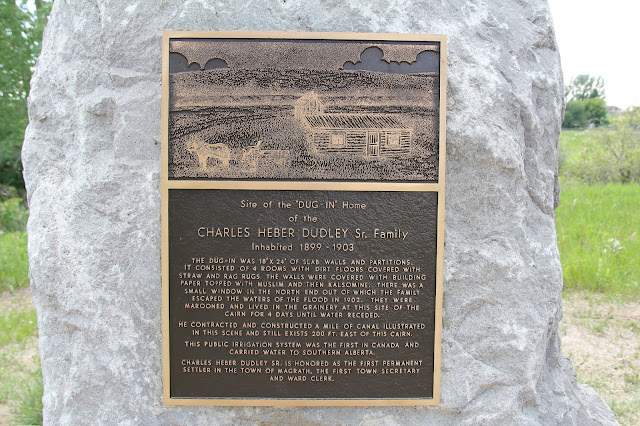 Site of the "DUG-IN" Home
of the
CHARLES HEBER DUDLEY Sr. Family
Inhabited 1899 - 1903
THE DUG-IN WAS 18'X 24' OF SLAB WALLS AND PARTITIONS.
IT CONSISTED OF 4 ROOMS WITH DIRT FLOORS COVERED WITH
STRAW AND RAG RUGS. THE WALLS WERE COVERED WITH BUILDING
PAPER TOPPED WITH MUSLIM AND THEN KALSOMINE. THERE WAS A
SMALL WINDOW IN THE NORTH END OUT OF WHICH THE FAMILY
ESCAPED THE WATERS OF THE FLOOD IN 1902. THEY WERE
MAROONED AND LIVED IN THE GRAINERY AT THIS SITE OF THE
CAIRN FOR 4 DAYS UNTIL WATER RECEDED.
HE CONTRACTED AND CONSTRUCTED A MILE OF CANAL ILLUSTRATED
IN THIS SCENE AND STILL EXISTS 200 FT. EAST OF THIS CAIRN.
THIS PUBLIC IRRIGATION SYSTEM WAS THE FIRST IN CANADA AND
CARRIED WATER TO SOUTHERN ALBERTA.
CHARLES HEBER DUDLEY SR. IS HONORED AS THE FIRST PERMANENT
SETTLER IN THE TOWN OF MAGRATH, THE FIRST TOWN SECRETARY
AND WARD CLERK.